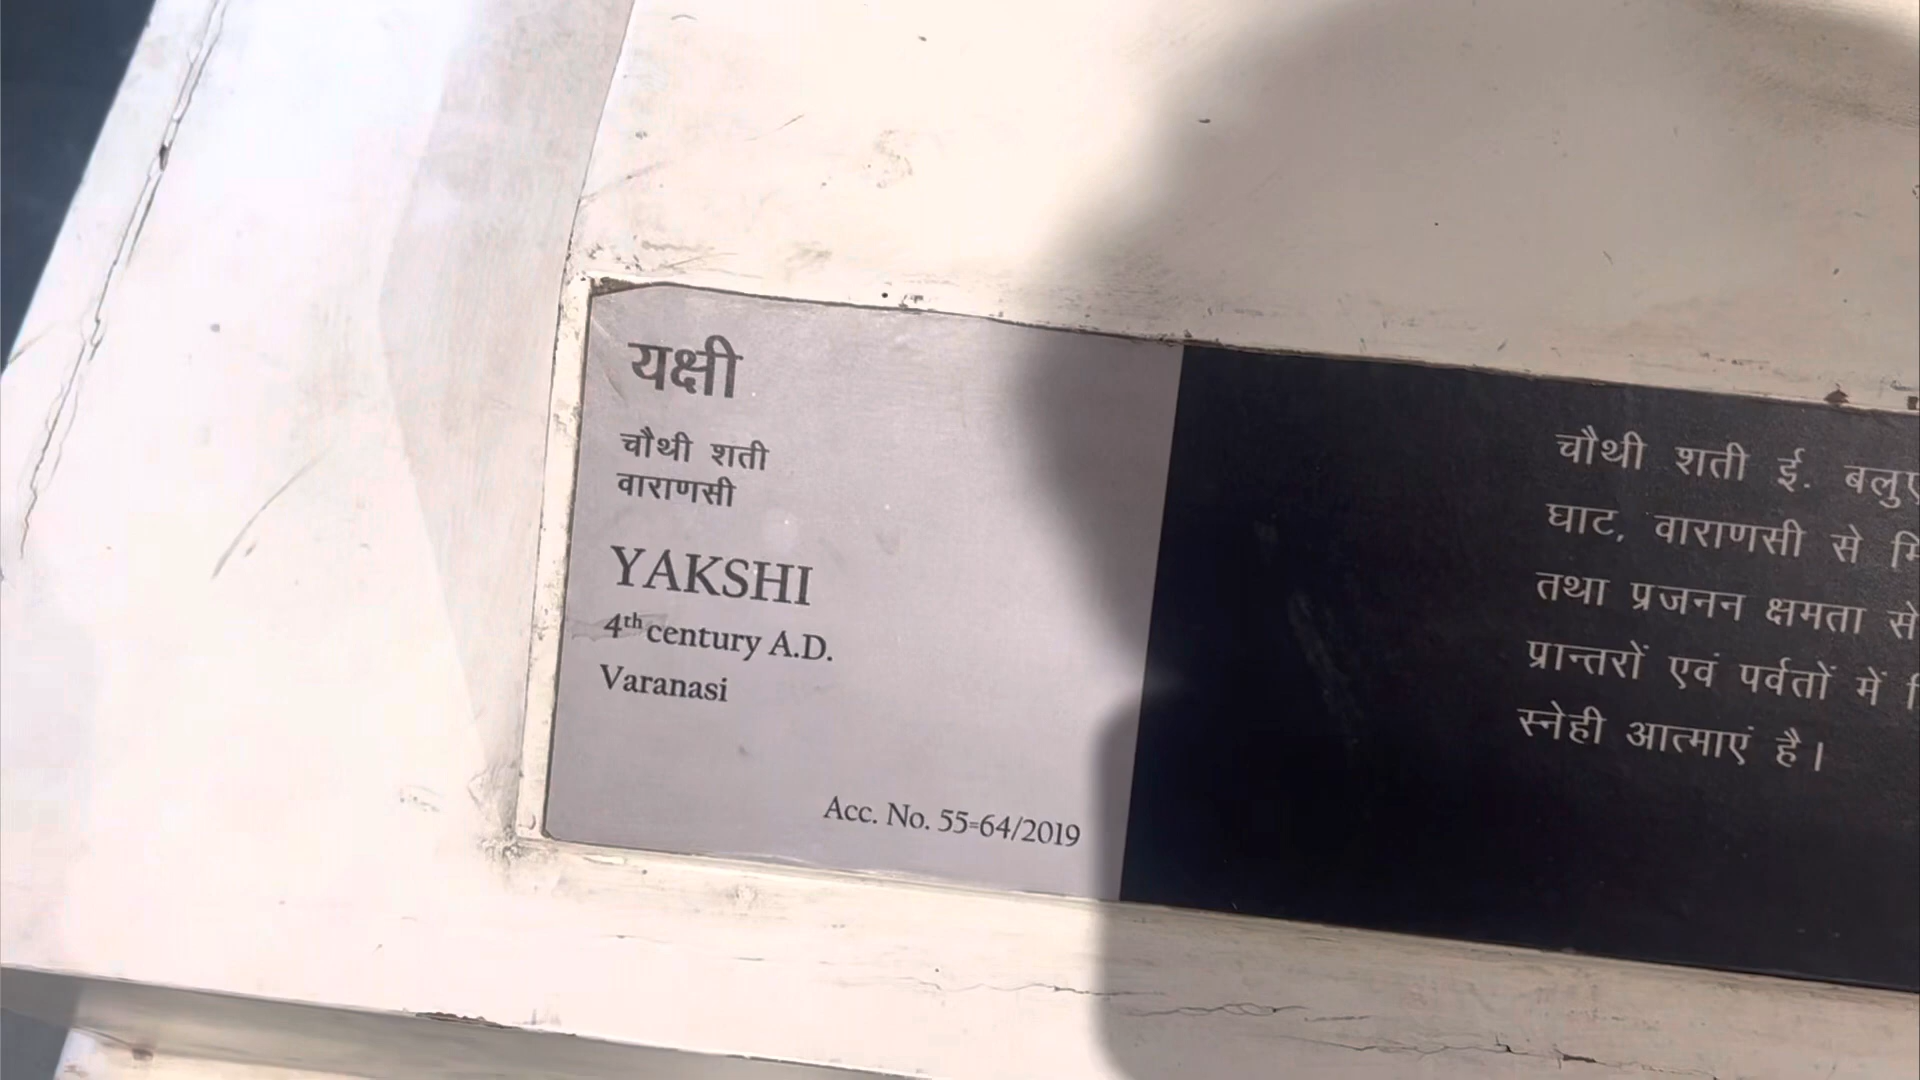 यक्षी
चौथी शती
वाराणसी
YAKSHI
4th century A.D.
Varanasi
Acc. No. 55-64/2019
चौथी शती ई.
घाट, वाराणसी से
तथा प्रजनन क्षमता से
प्रान्तरों एवं पर्वतों में
स्नेही आत्माएं है।